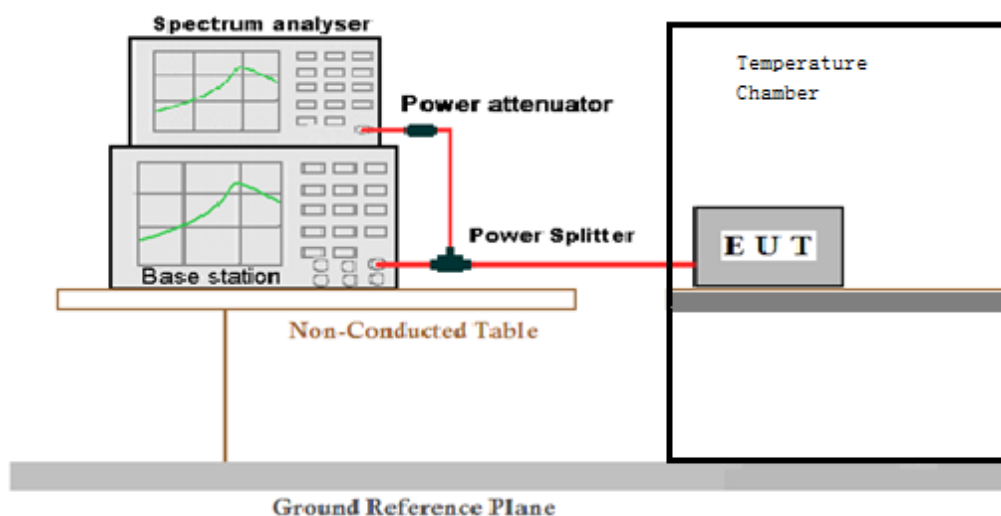 Spectrum analyser
Temperature
Chamber
Power attenuator
Power Splitter
E U T
Base station
Non-Conducted Table
Ground Reference Plane